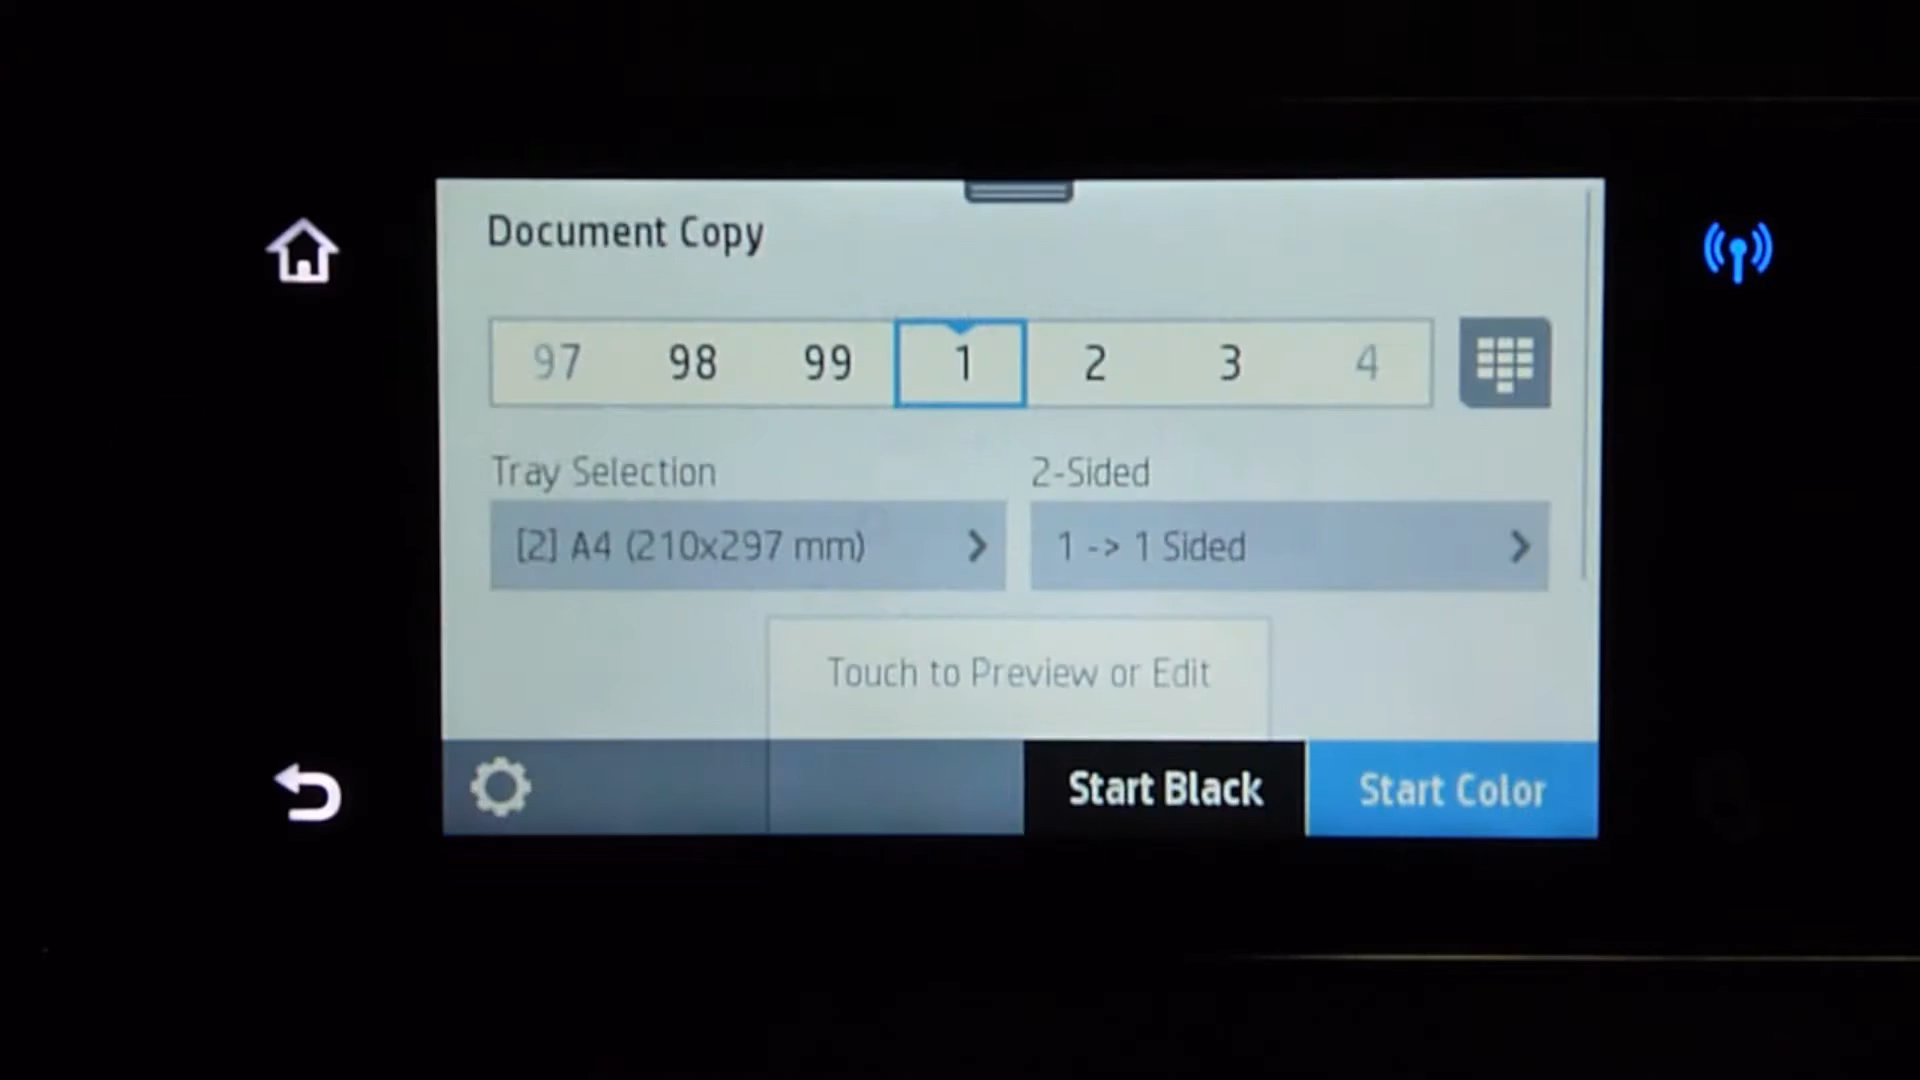 Document Copy
97 98 99 1 2 3 4
Tray Selection 2-Sided
[2] A4 (210x297 mm) 1 -> 1 Sided
Touch to Preview or Edit
Start Black Start Color